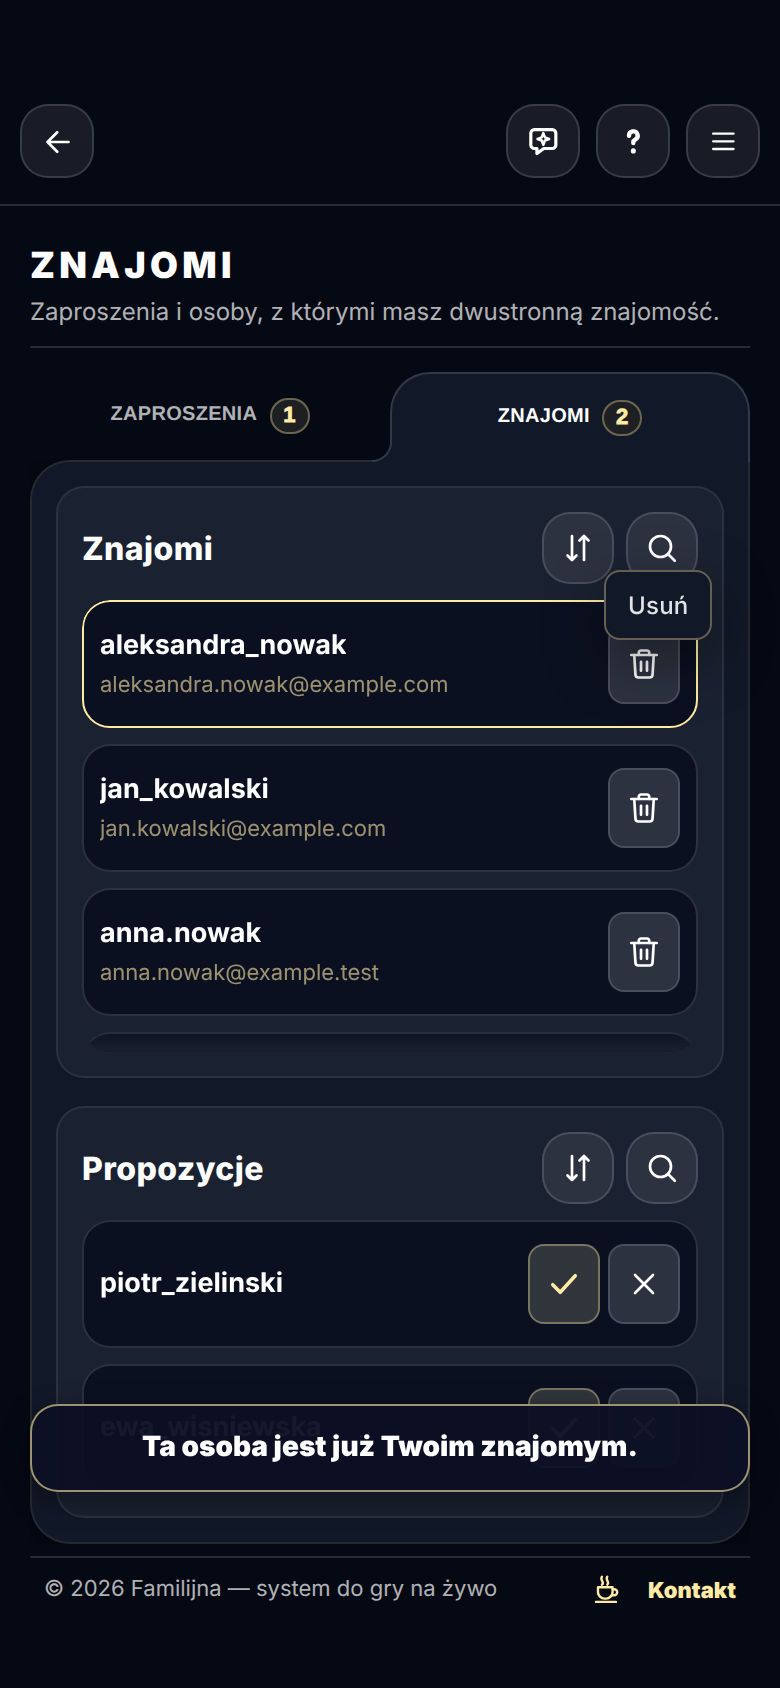 ZNAJOMI
Zaproszenia i osoby, z którymi masz dwustronną znajomość.
ZAPROSZENIA 1
ZNAJOMI 2
Znajomi
Usuń
aleksandra_nowak
aleksandra.nowak@example.com
jan_kowalski
jan.kowalski@example.com
anna.nowak
anna.nowak@example.test
Propozycje
piotr_zielinski
ewa_wisniewska
Ta osoba jest już Twoim znajomym.
© 2026 Familijna — system do gry na żywo
Kontakt